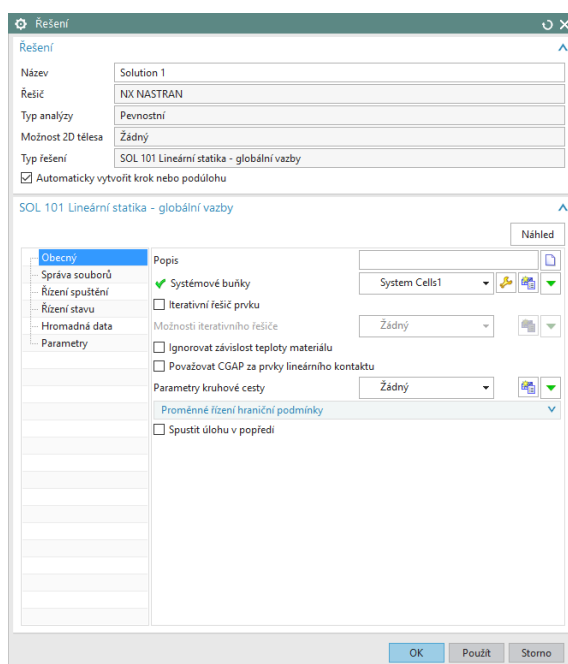 Řešení
Řešení
Název Solution 1
Řešič NX NASTRAN
Typ analýzy Pevnostní
Možnost 2D tělesa Žádný
Typ řešení SOL 101 Lineární statika - globální vazby
Automaticky vytvořit krok nebo podúlohu
SOL 101 Lineární statika - globální vazby
Náhled
Obecný
Správa souborů
Řízení spuštění
Řízení stavu
Hromadná data
Parametry
Popis
Systémové buňky System Cells1
Iterativní řešič prvku
Možnosti iterativního řešiče Žádný
Ignorovat závislost teploty materiálu
Považovat CGAP za prvky lineárního kontaktu
Parametry kruhové cesty Žádný
Proměnné řízení hraniční podmínky
Spustit úlohu v popředí
OK Použít Storno